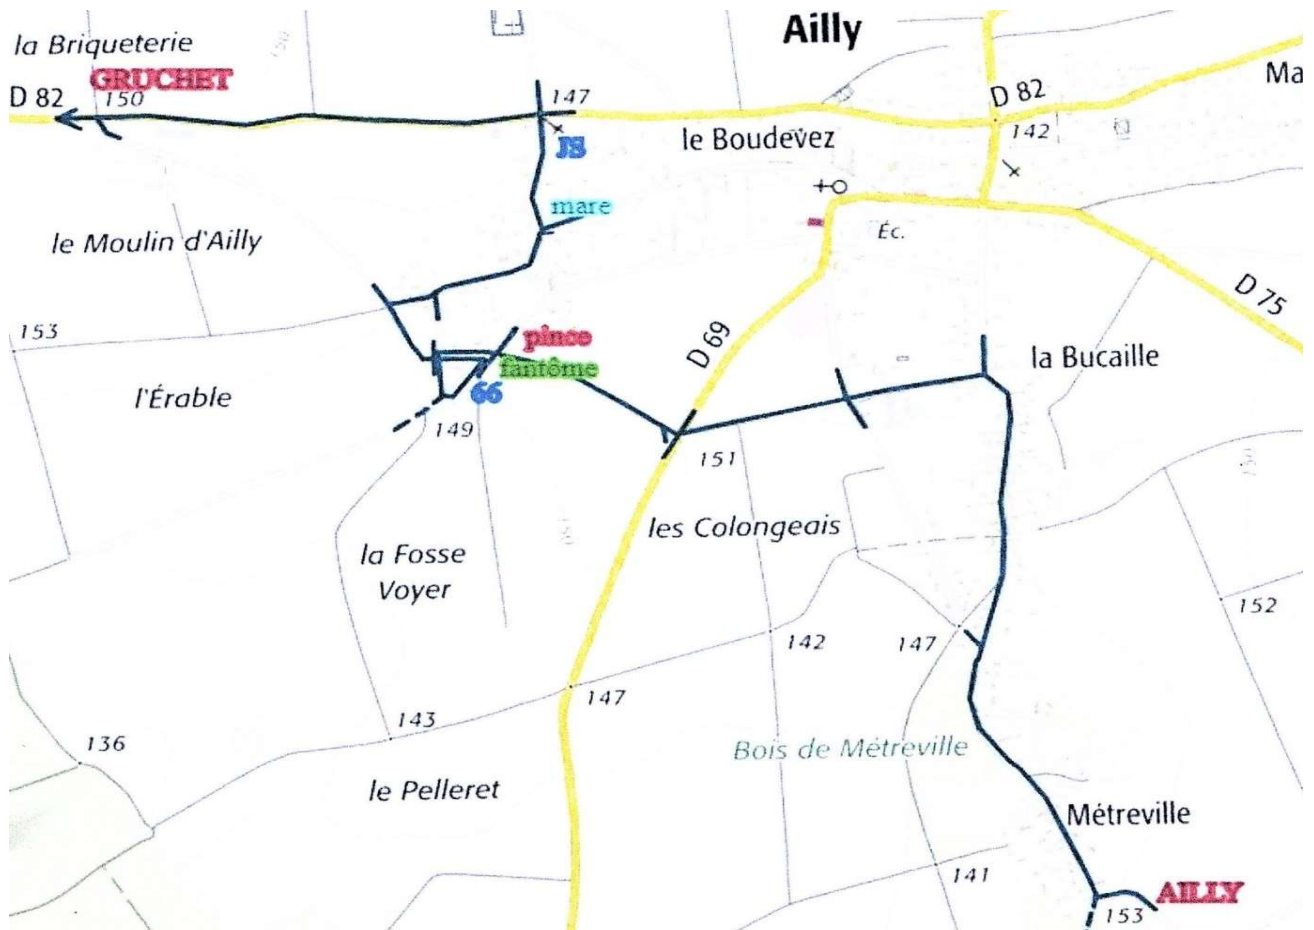 Ailly
la Briqueterie
GRUCHET
D 82
150
147
D 82
Ma
le Boudevez
142
JS
mare
Éc.
le Moulin d'Ailly
D 75
153
pince
D 69
fantôme
la Bucaille
66
l'Érable
149
151
150
les Colongeais
la Fosse
Voyer
152
142
147
147
143
136
Bois de Métreville
le Pelleret
Métreville
141
AILLY
153